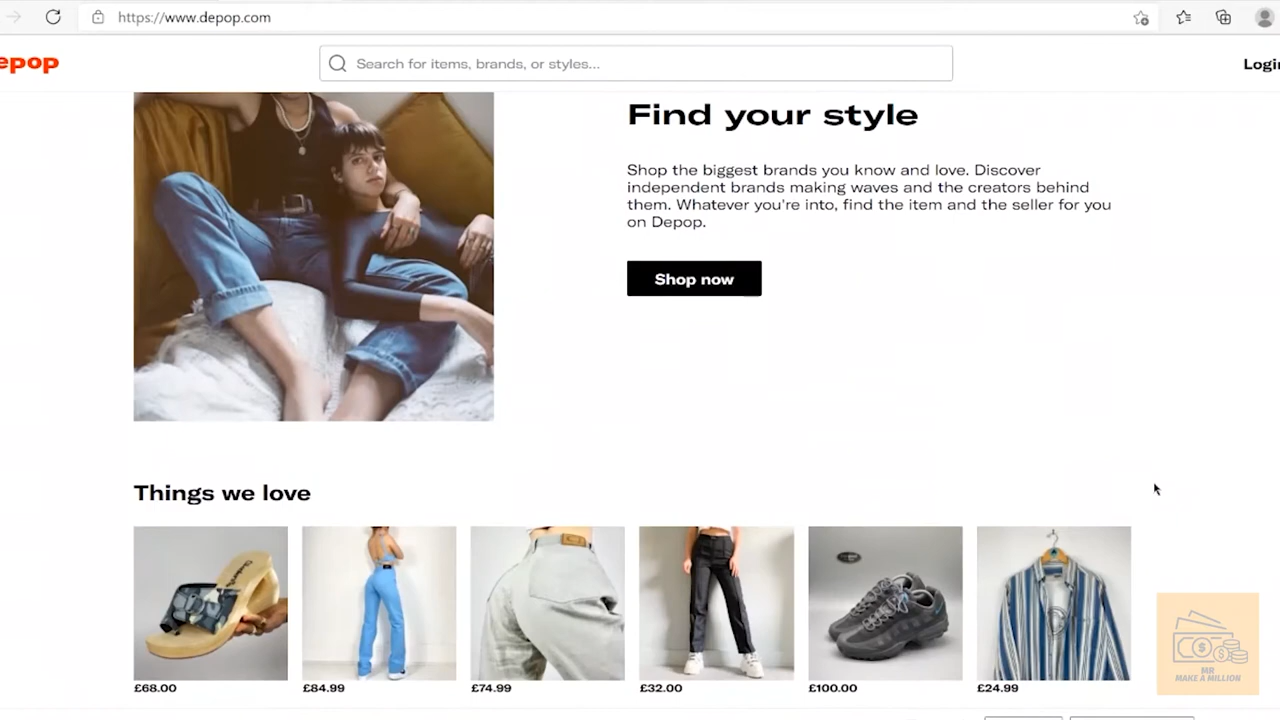 https://www.depop.com
epop
Search for items, brands, or styles...
Login
Find your style
Shop the biggest brands you know and love. Discover
independent brands making waves and the creators behind
them. Whatever you're into, find the item and the seller for you
on Depop.
Shop now
Things we love
£68.00
£84.99
£74.99
£32.00
£100.00
£24.99
MR
MAKE A MILLION